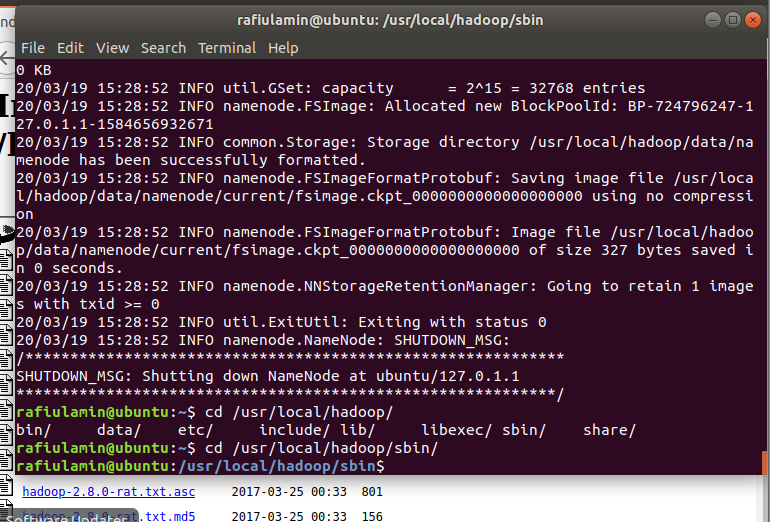 rafiulamin@ubuntu: /usr/local/hadoop/sbin
File Edit View Search Terminal Help
0 KB
20/03/19 15:28:52 INFO util.GSet: capacity      = 2^15 = 32768 entries
20/03/19 15:28:52 INFO namenode.FSImage: Allocated new BlockPoolId: BP-724796247-1
27.0.1.1-1584656932671
20/03/19 15:28:52 INFO common.Storage: Storage directory /usr/local/hadoop/data/na
menode has been successfully formatted.
20/03/19 15:28:52 INFO namenode.FSImageFormatProtobuf: Saving image file /usr/loca
l/hadoop/data/namenode/current/fsimage.ckpt_0000000000000000000 using no compressi
on
20/03/19 15:28:52 INFO namenode.FSImageFormatProtobuf: Image file /usr/local/hadoo
p/data/namenode/current/fsimage.ckpt_0000000000000000000 of size 327 bytes saved i
n 0 seconds.
20/03/19 15:28:52 INFO namenode.NNStorageRetentionManager: Going to retain 1 image
s with txid >= 0
20/03/19 15:28:52 INFO util.ExitUtil: Exiting with status 0
20/03/19 15:28:52 INFO namenode.NameNode: SHUTDOWN_MSG:
/************************************************************
SHUTDOWN_MSG: Shutting down NameNode at ubuntu/127.0.1.1
************************************************************/
rafiulamin@ubuntu:~$ cd /usr/local/hadoop/
bin/     data/    etc/     include/ lib/     libexec/ sbin/    share/
rafiulamin@ubuntu:~$ cd /usr/local/hadoop/sbin/
rafiulamin@ubuntu:/usr/local/hadoop/sbin$
hadoop-2.8.0-rat.txt.asc     2017-03-25 00:33  801
.txt.md5     2017-03-25 00:33  156
Software Updater